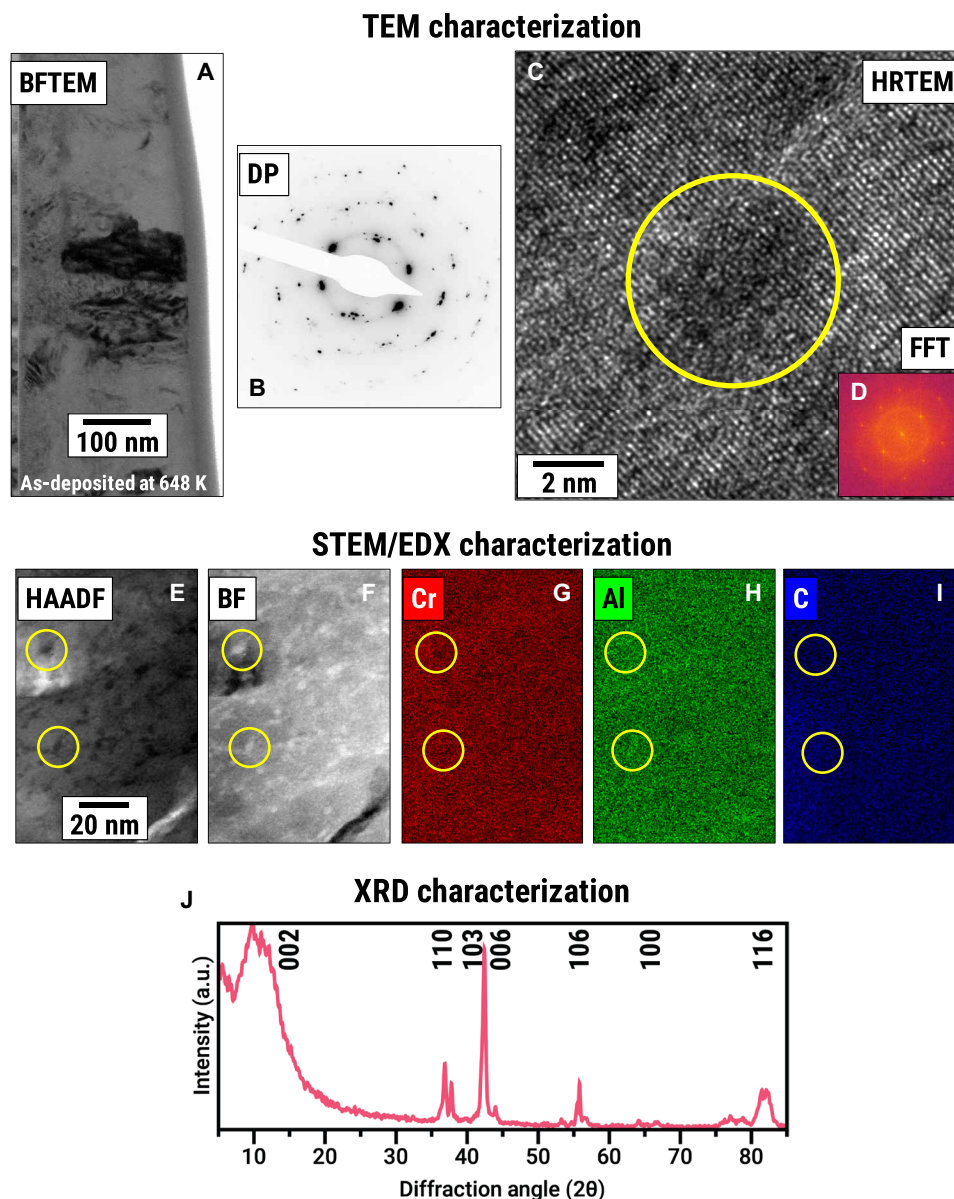 TEM characterization
BFTEM
A
100 nm
As-deposited at 648 K
DP
B
C
HRTEM
FFT
D
2 nm
STEM/EDX characterization
HAADF
E
BF
F
Cr
G
Al
H
C
I
20 nm
XRD characterization
J
Intensity (a.u.)
002
110
103
006
106
100
116
10 20 30 40 50 60 70 80
Diffraction angle (2θ)